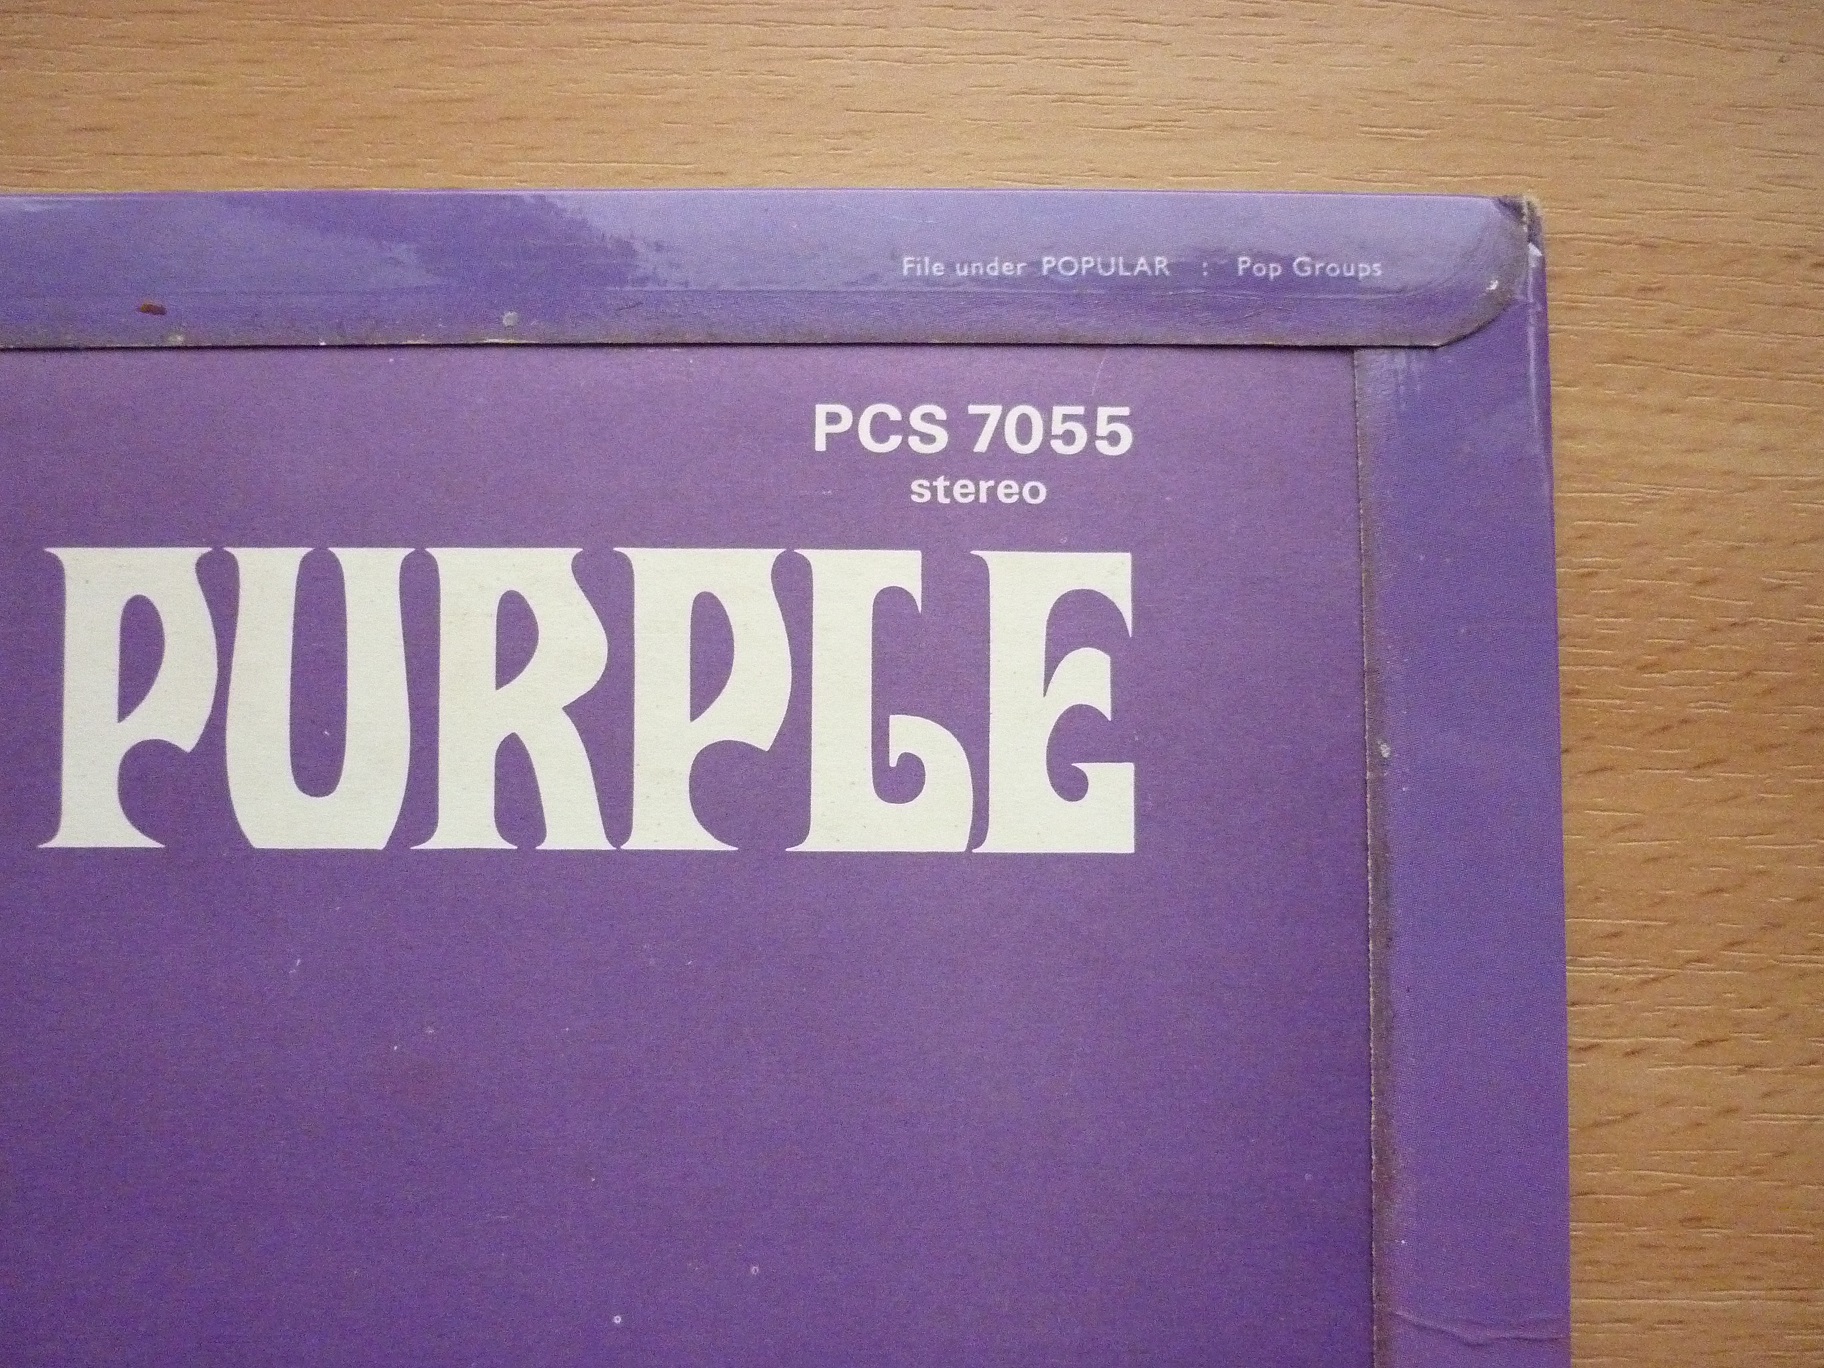 File under POPULAR : Pop Groups
PCS 7055
stereo
PURPLE